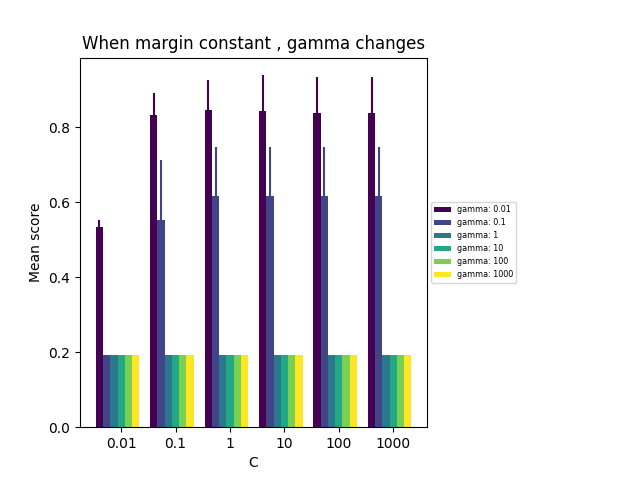 When margin constant , gamma changes
Mean score
0.8
0.6
0.4
0.2
0.0
0.01 0.1 1 10 100 1000
C
gamma: 0.01
gamma: 0.1
gamma: 1
gamma: 10
gamma: 100
gamma: 1000